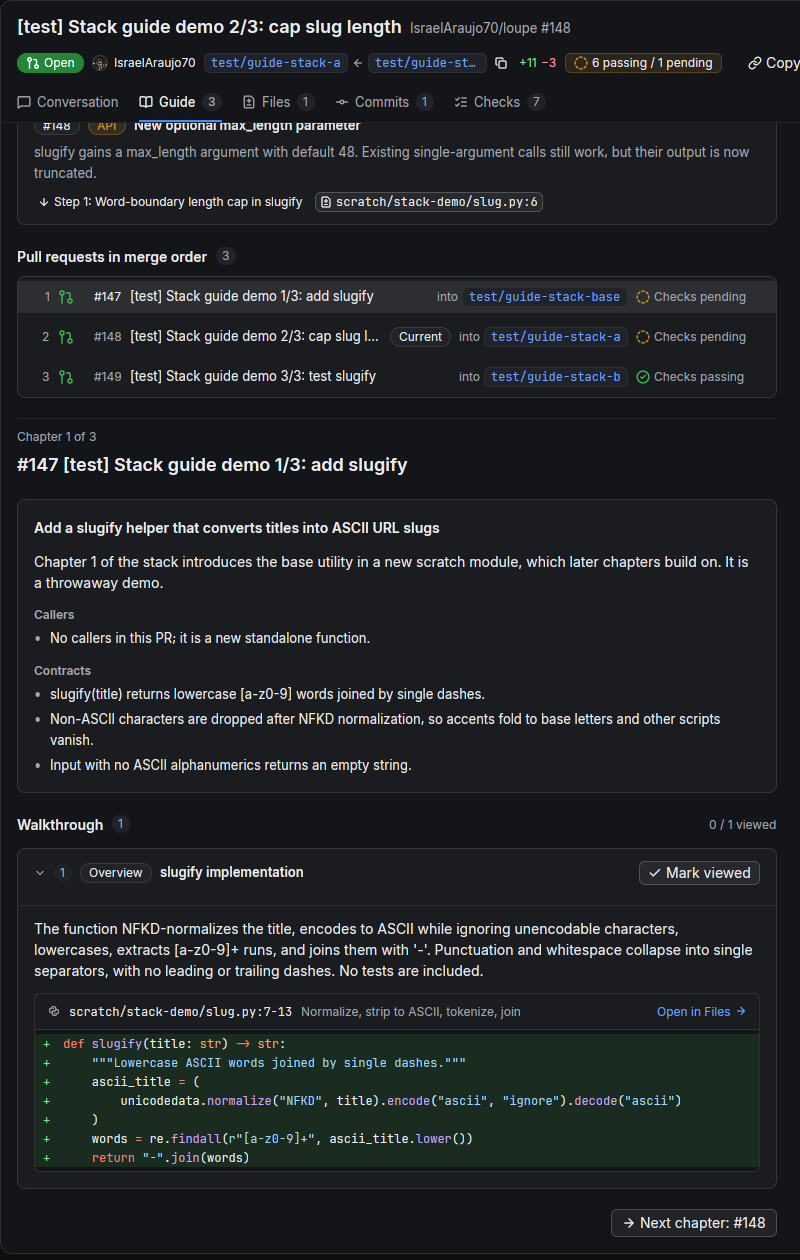 [test] Stack guide demo 2/3: cap slug length IsraelAraujo70/loupe #148
Open IsraelAraujo70 test/guide-stack-a ← test/guide-st... +11 −3 6 passing / 1 pending Copy
Conversation Guide 3 Files 1 Commits 1 Checks 7
#148 API New optional max_length parameter
slugify gains a max_length argument with default 48. Existing single-argument calls still work, but their output is now
truncated.
↓ Step 1: Word-boundary length cap in slugify scratch/stack-demo/slug.py:6
Pull requests in merge order 3
1 #147 [test] Stack guide demo 1/3: add slugify into test/guide-stack-base Checks pending
2 #148 [test] Stack guide demo 2/3: cap slug l... Current into test/guide-stack-a Checks pending
3 #149 [test] Stack guide demo 3/3: test slugify into test/guide-stack-b Checks passing
Chapter 1 of 3
#147 [test] Stack guide demo 1/3: add slugify
Add a slugify helper that converts titles into ASCII URL slugs
Chapter 1 of the stack introduces the base utility in a new scratch module, which later chapters build on. It is
a throwaway demo.
Callers
• No callers in this PR; it is a new standalone function.
Contracts
• slugify(title) returns lowercase [a-z0-9] words joined by single dashes.
• Non-ASCII characters are dropped after NFKD normalization, so accents fold to base letters and other scripts
vanish.
• Input with no ASCII alphanumerics returns an empty string.
Walkthrough 1 0 / 1 viewed
1 Overview slugify implementation Mark viewed
The function NFKD-normalizes the title, encodes to ASCII while ignoring unencodable characters,
lowercases, extracts [a-z0-9]+ runs, and joins them with '-'. Punctuation and whitespace collapse into single
separators, with no leading or trailing dashes. No tests are included.
scratch/stack-demo/slug.py:7-13 Normalize, strip to ASCII, tokenize, join Open in Files →
+ def slugify(title: str) -> str:
+ """Lowercase ASCII words joined by single dashes."""
+ ascii_title = (
+ unicodedata.normalize("NFKD", title).encode("ascii", "ignore").decode("ascii")
+ )
+ words = re.findall(r"[a-z0-9]+", ascii_title.lower())
+ return "-".join(words)
→ Next chapter: #148